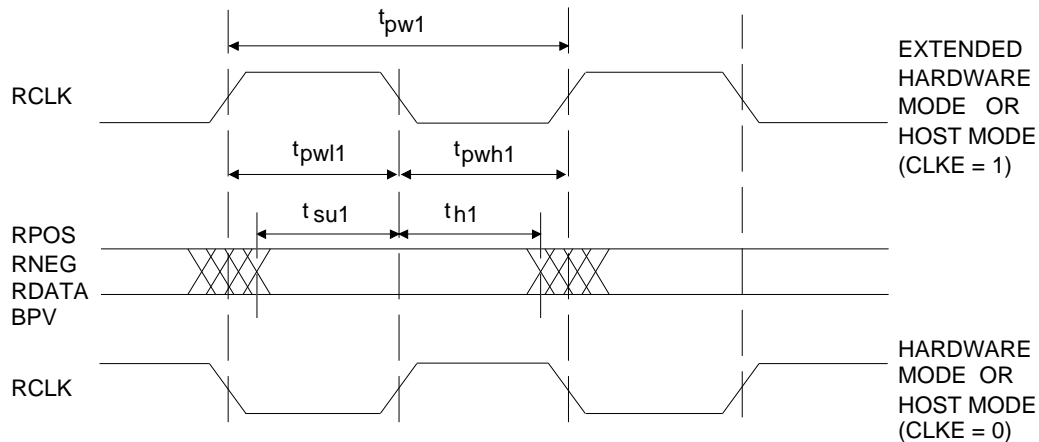 tpw1
RCLK
EXTENDED
HARDWARE
MODE OR
HOST MODE
(CLKE = 1)
tpwl1
tpwh1
tsu1
th1
RPOS
RNEG
RDATA
BPV
RCLK
HARDWARE
MODE OR
HOST MODE
(CLKE = 0)